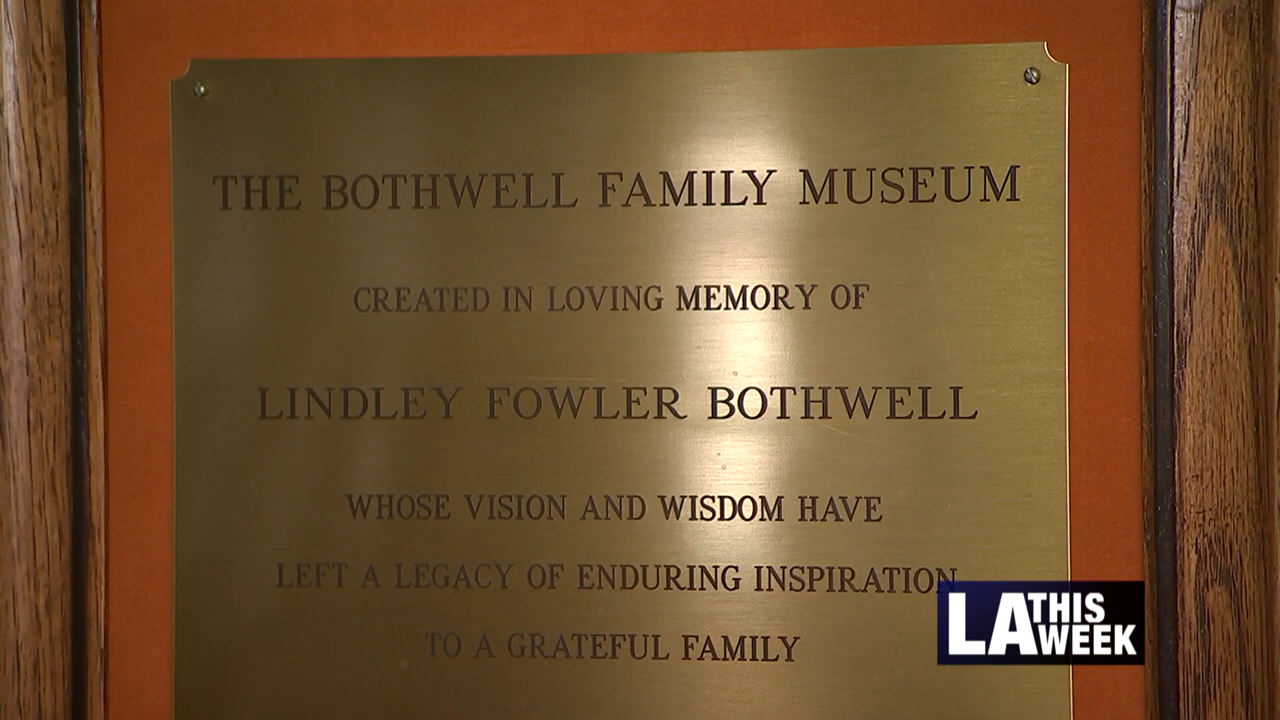 THE BOTHWELL FAMILY MUSEUM
CREATED IN LOVING MEMORY OF
LINDLEY FOWLER BOTHWELL
WHOSE VISION AND WISDOM HAVE
LEFT A LEGACY OF ENDURING INSPIRATION
TO A GRATEFUL FAMILY
LA THIS WEEK